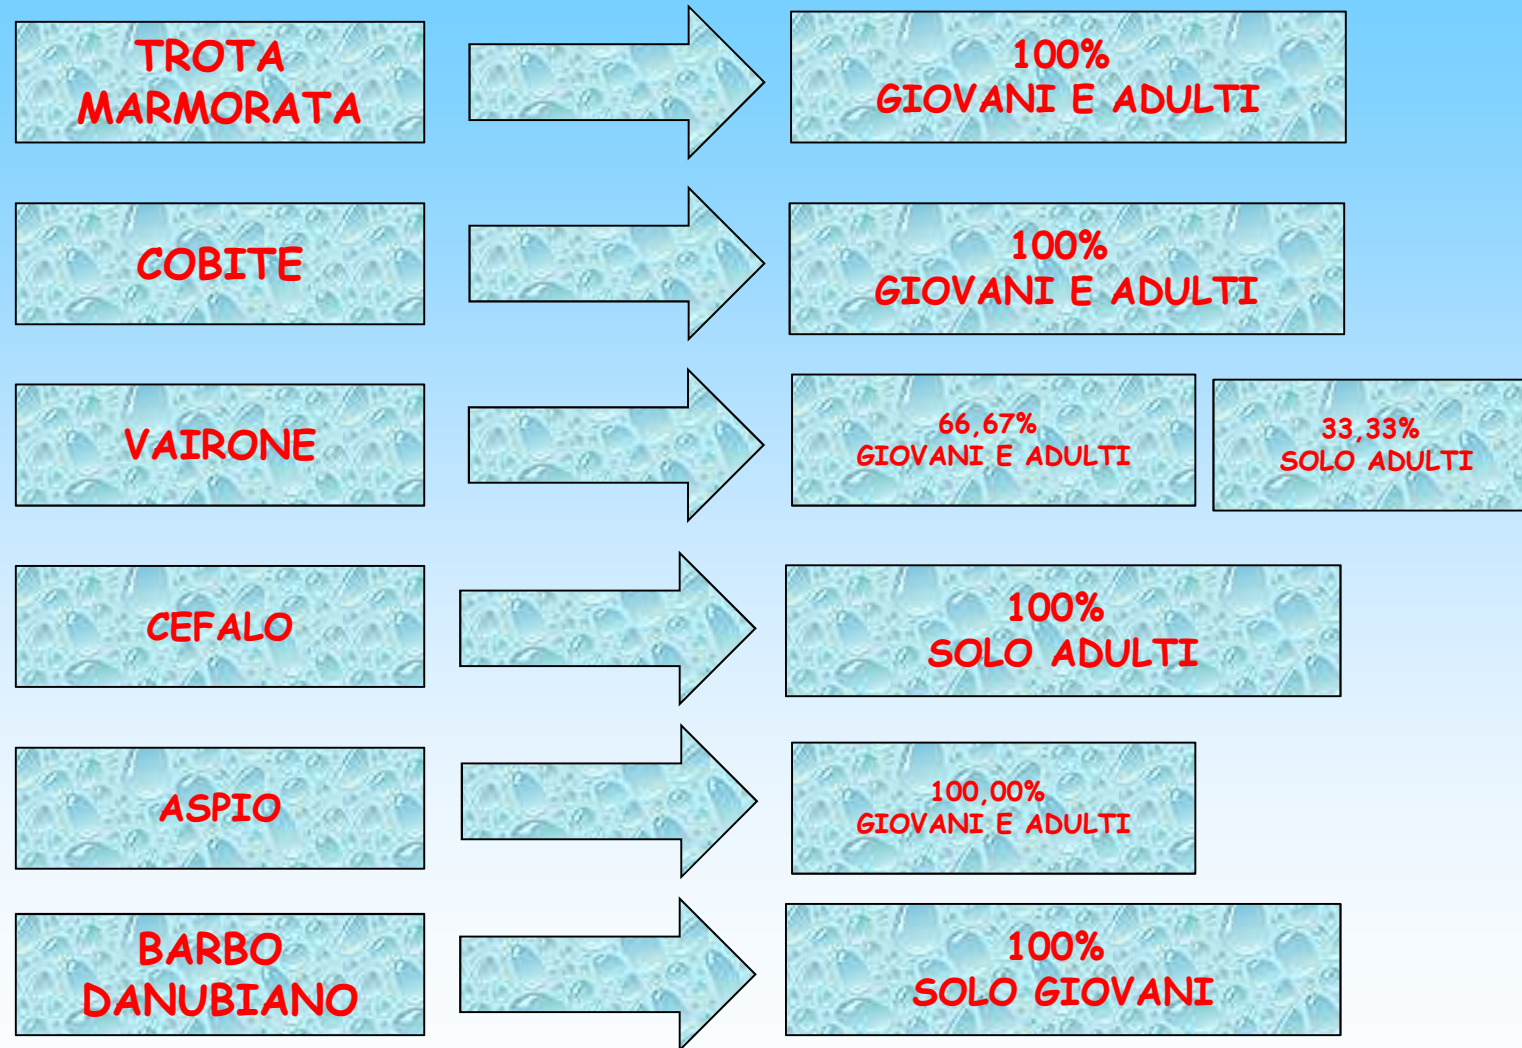 TROTA
MARMORATA
100%
GIOVANI E ADULTI
COBITE
100%
GIOVANI E ADULTI
VAIRONE
66,67%
GIOVANI E ADULTI
33,33%
SOLO ADULTI
CEFALO
100%
SOLO ADULTI
ASPIO
100,00%
GIOVANI E ADULTI
BARBO
DANUBIANO
100%
SOLO GIOVANI